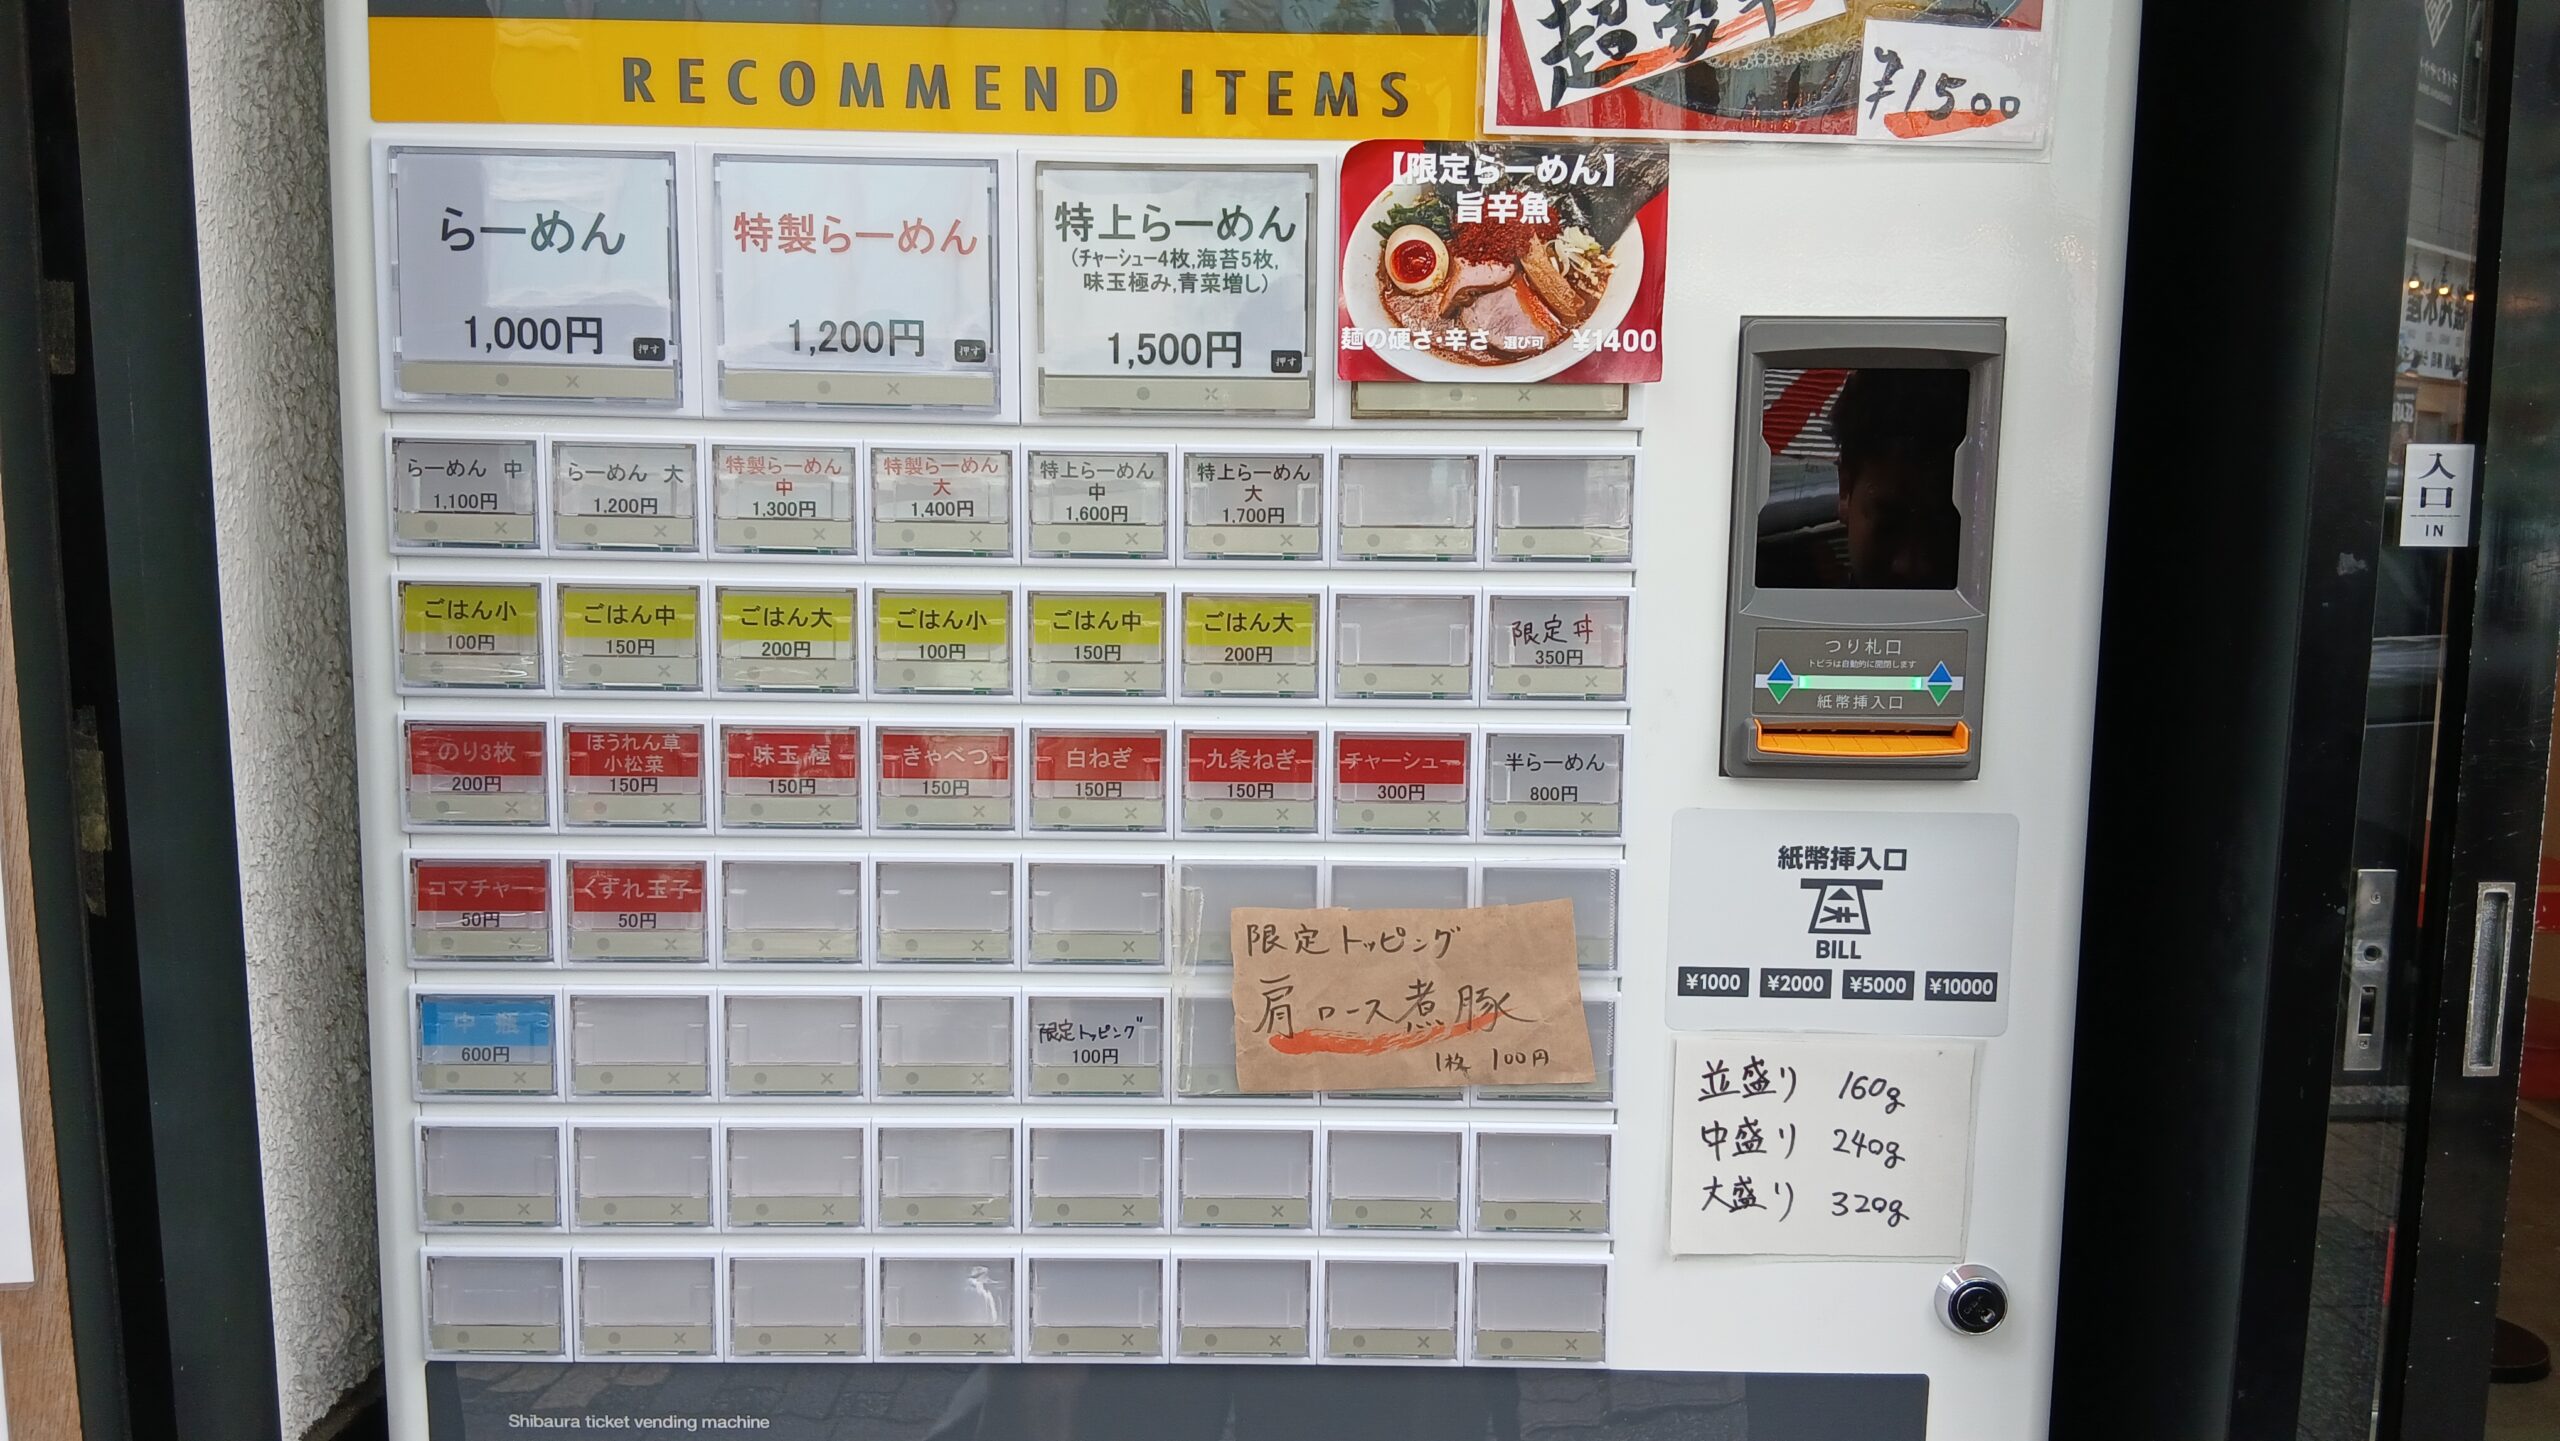 RECOMMEND ITEMS
¥1500
らーめん
1,000円
押す
特製らーめん
1,200円
押す
特上らーめん
(チャーシュー4枚,海苔5枚,
味玉極み,青菜増し)
1,500円
押す
【限定らーめん】
旨辛魚
麺の硬さ・辛さ 選び可 ¥1400
らーめん 中
1,100円
らーめん 大
1,200円
特製らーめん
中
1,300円
特製らーめん
大
1,400円
特上らーめん
中
1,600円
特上らーめん
大
1,700円
ごはん小
100円
ごはん中
150円
ごはん大
200円
ごはん小
100円
ごはん中
150円
ごはん大
200円
限定丼
350円
のり3枚
200円
ほうれん草
小松菜
150円
味玉 極
150円
きゃべつ
150円
白ねぎ
150円
九条ねぎ
150円
チャーシュー
300円
半らーめん
800円
コマチャー
50円
くずれ玉子
50円
限定トッピング
肩ロース煮豚
1枚 100円
中 瓶
600円
限定トッピング
100円
つり札口
トビラは自動的に開閉します
紙幣挿入口
紙幣挿入口
BILL
¥1000 ¥2000 ¥5000 ¥10000
並盛り 160g
中盛り 240g
大盛り 320g
入口
IN
Shibaura ticket vending machine